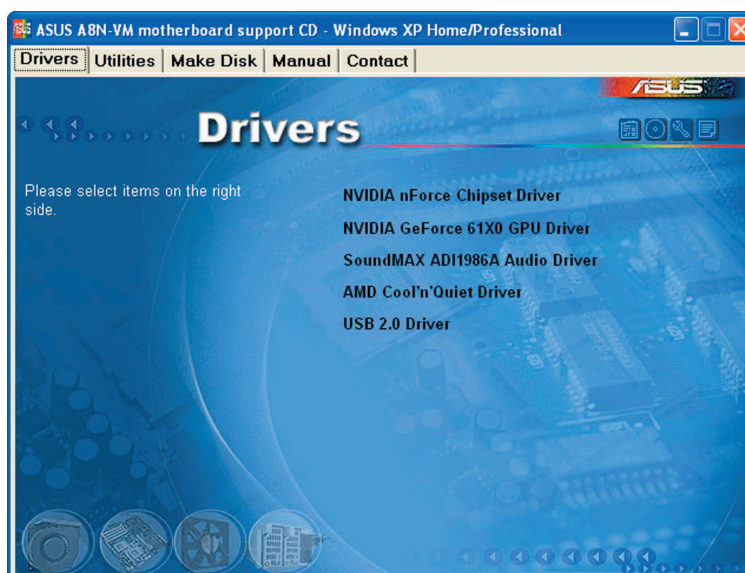 ASUS A8N-VM motherboard support CD - Windows XP Home/Professional
Drivers Utilities Make Disk Manual Contact
ASUS
Drivers
Please select items on the right
side.
NVIDIA nForce Chipset Driver
NVIDIA GeForce 61X0 GPU Driver
SoundMAX ADI1986A Audio Driver
AMD Cool'n'Quiet Driver
USB 2.0 Driver